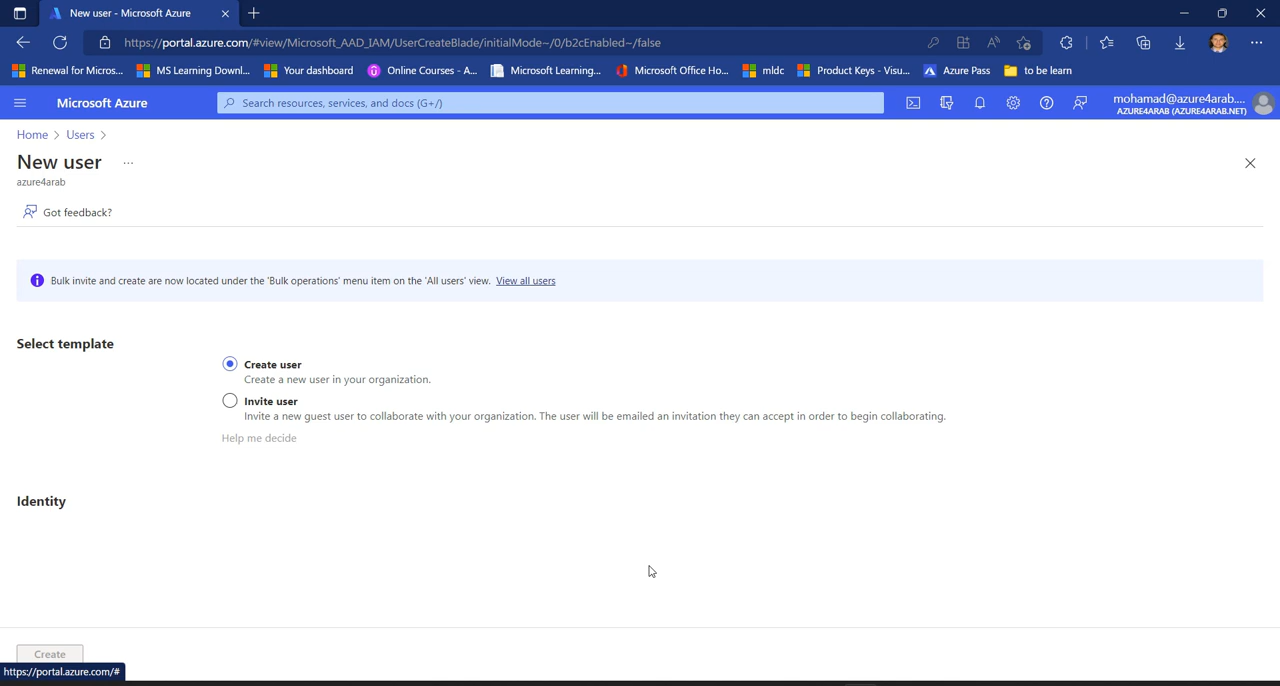 New user - Microsoft Azure
https://portal.azure.com/#view/Microsoft_AAD_IAM/UserCreateBlade/initialMode~/0/b2cEnabled~/false
Renewal for Micros... MS Learning Downl... Your dashboard Online Courses - A... Microsoft Learning... Microsoft Office Ho... mldc Product Keys - Visu... Azure Pass to be learn
Microsoft Azure Search resources, services, and docs (G+/) mohamad@azure4arab....
AZURE4ARAB (AZURE4ARAB.NET)
Home > Users >
New user ...
azure4arab
Got feedback?
Bulk invite and create are now located under the 'Bulk operations' menu item on the 'All users' view. View all users
Select template
Create user
Create a new user in your organization.
Invite user
Invite a new guest user to collaborate with your organization. The user will be emailed an invitation they can accept in order to begin collaborating.
Help me decide
Identity
Create
https://portal.azure.com/#